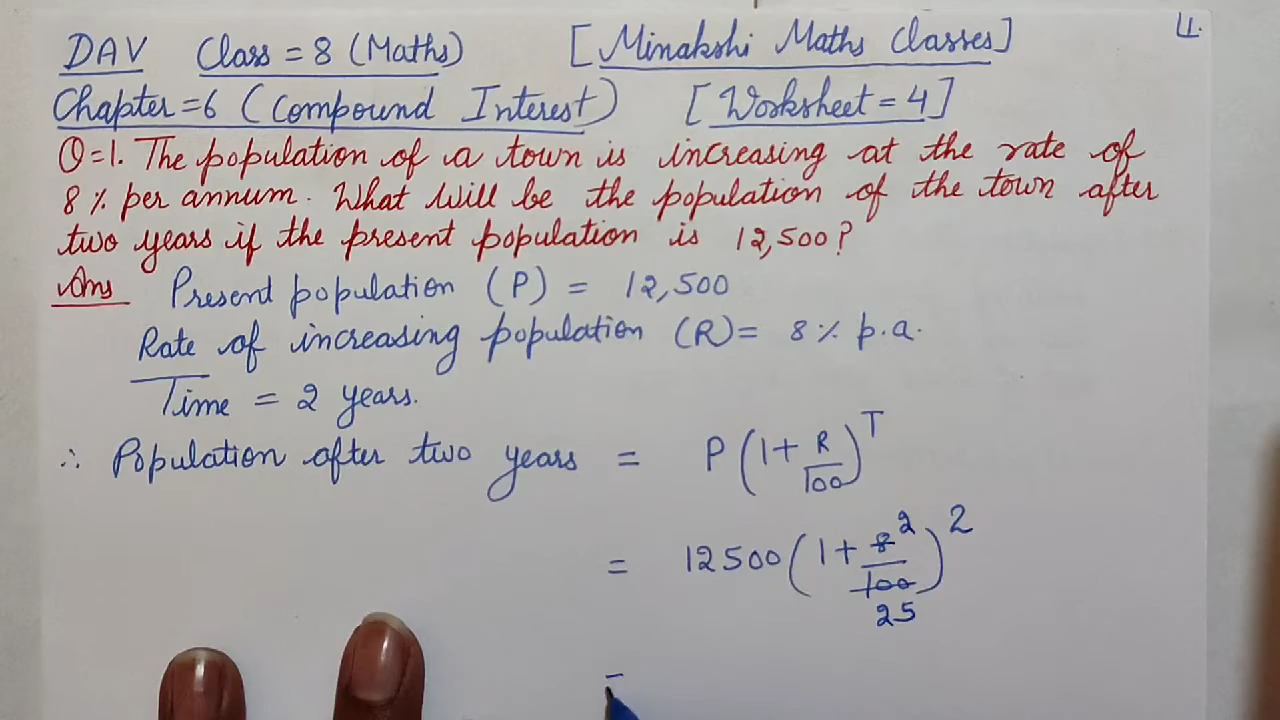 4.
DAV Class = 8 (Maths) [Minakshi Maths Classes]
Chapter = 6 (Compound Interest) [Worksheet = 4]
Q=1. The population of a town is increasing at the rate of
8 % per annum. What will be the population of the town after
two years if the present population is 12,500?
Ans Present population (P) = 12,500
Rate of increasing population (R) = 8 % p.a.
Time = 2 years.
∴ Population after two years = P(1 + R/100)^T
= 12500(1 + 8 2/100 25)^2
=